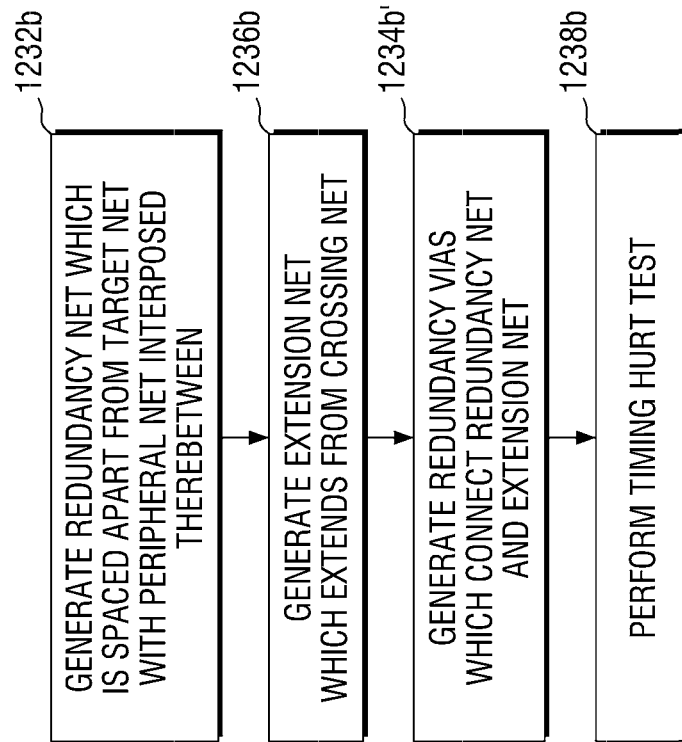 1232b
GENERATE REDUNDANCY NET WHICH
IS SPACED APART FROM TARGET NET
WITH PERIPHERAL NET INTERPOSED
THEREBETWEEN
1236b
GENERATE EXTENSION NET
WHICH EXTENDS FROM CROSSING NET
1234b'
GENERATE REDUNDANCY VIAS
WHICH CONNECT REDUNDANCY NET
AND EXTENSION NET
1238b
PERFORM TIMING HURT TEST